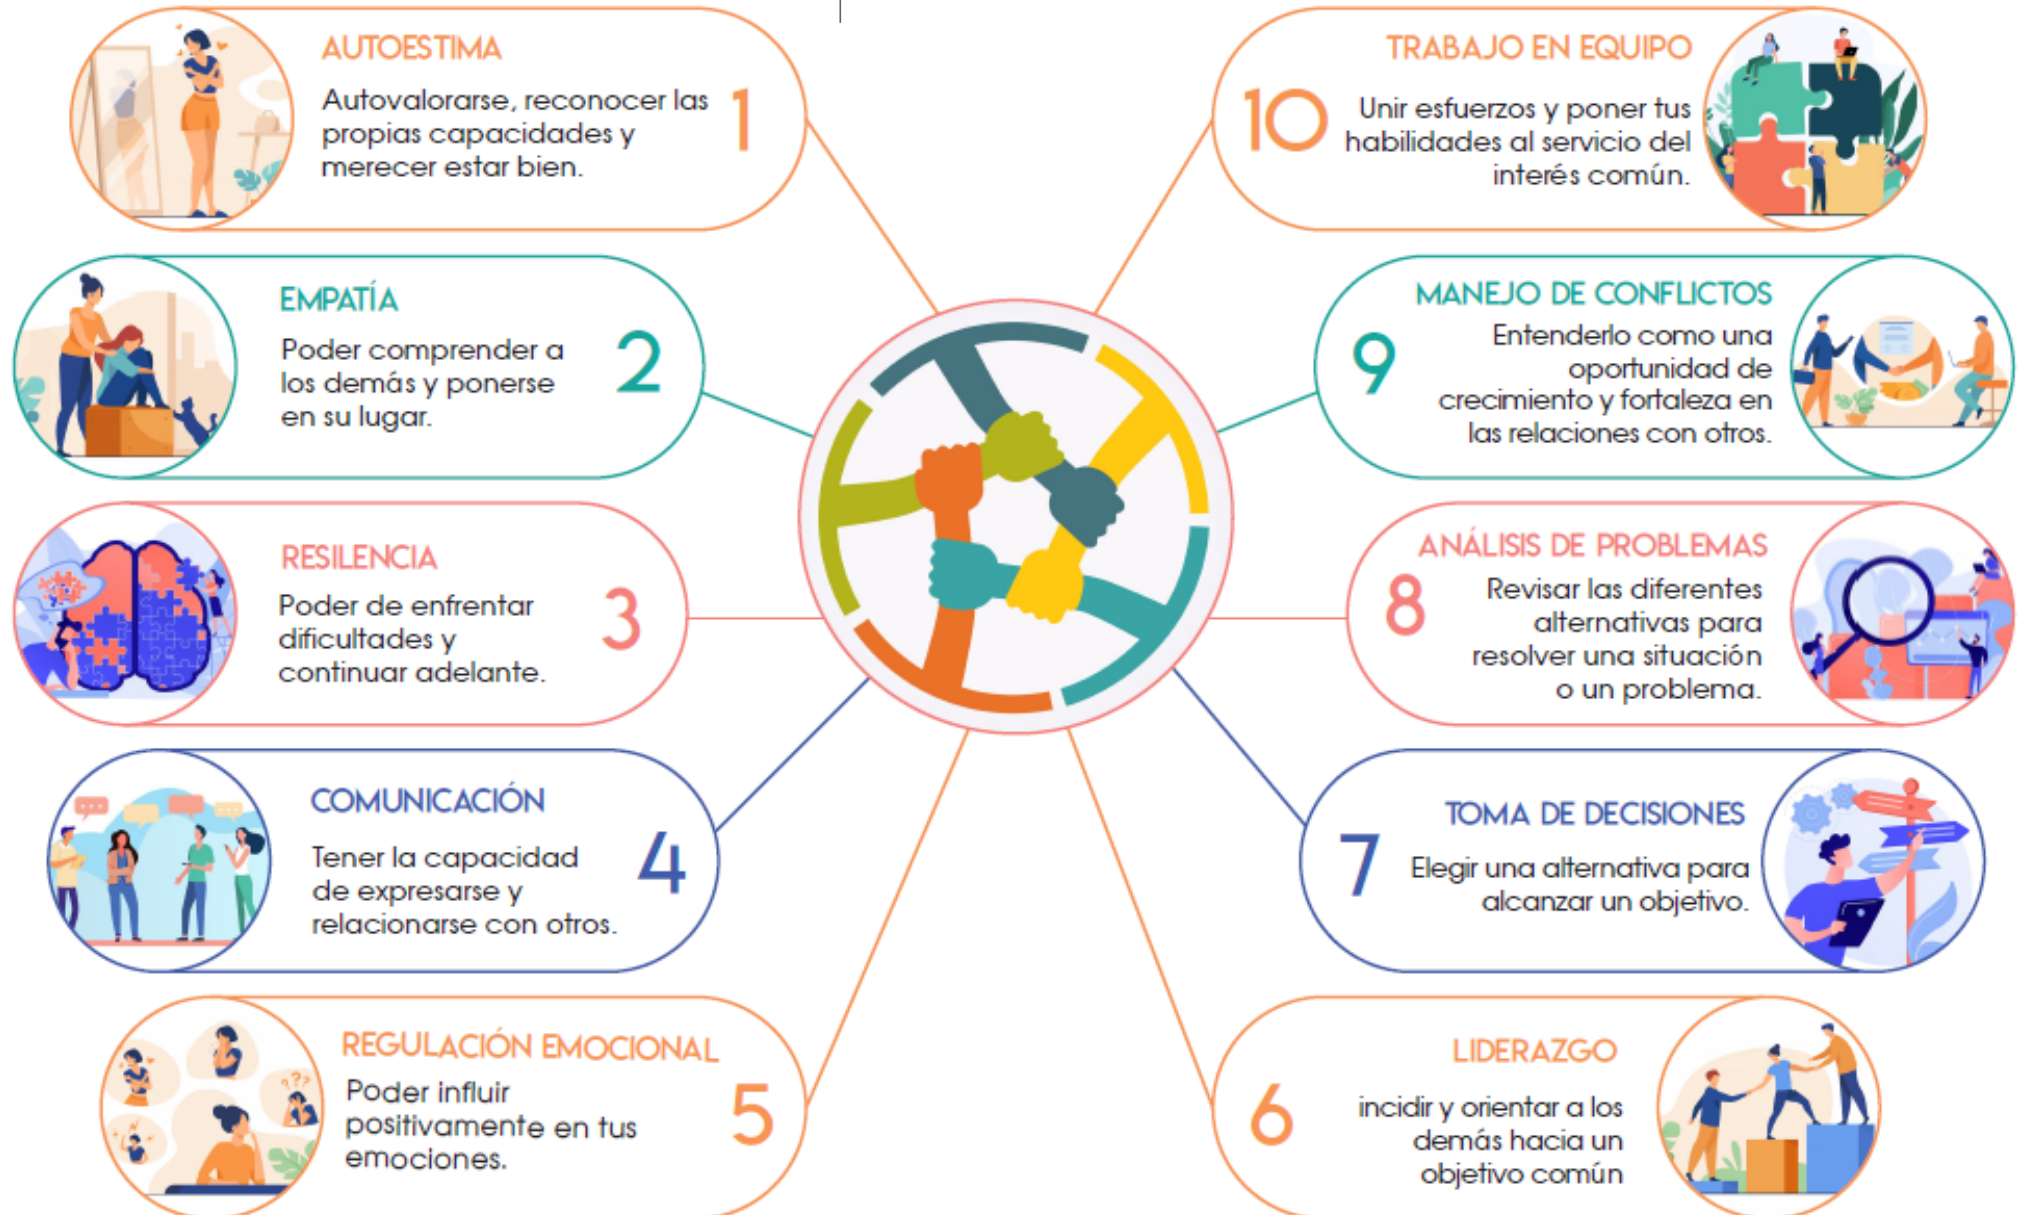 AUTOESTIMA
Autovalorarse, reconocer las
propias capacidades y
merecer estar bien.
1
EMPATÍA
Poder comprender a
los demás y ponerse
en su lugar.
2
RESILENCIA
Poder de enfrentar
dificultades y
continuar adelante.
3
COMUNICACIÓN
Tener la capacidad
de expresarse y
relacionarse con otros.
4
REGULACIÓN EMOCIONAL
Poder influir
positivamente en tus
emociones.
5
LIDERAZGO
incidir y orientar a los
demás hacia un
objetivo común
6
TOMA DE DECISIONES
Elegir una alternativa para
alcanzar un objetivo.
7
ANÁLISIS DE PROBLEMAS
Revisar las diferentes
alternativas para
resolver una situación
o un problema.
8
MANEJO DE CONFLICTOS
Entenderlo como una
oportunidad de
crecimiento y fortaleza en
las relaciones con otros.
9
TRABAJO EN EQUIPO
Unir esfuerzos y poner tus
habilidades al servicio del
interés común.
10
???